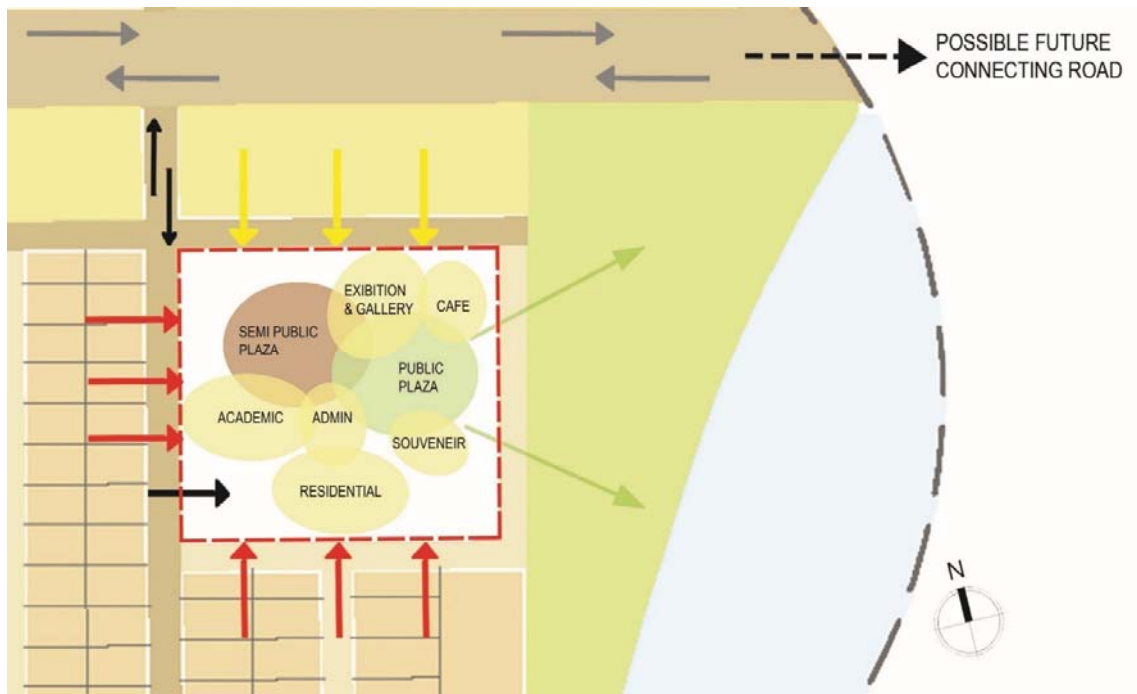 POSSIBLE FUTURE
CONNECTING ROAD
EXIBITION
& GALLERY
CAFE
SEMI PUBLIC
PLAZA
PUBLIC
PLAZA
ACADEMIC
ADMIN
SOUVENEIR
RESIDENTIAL
N